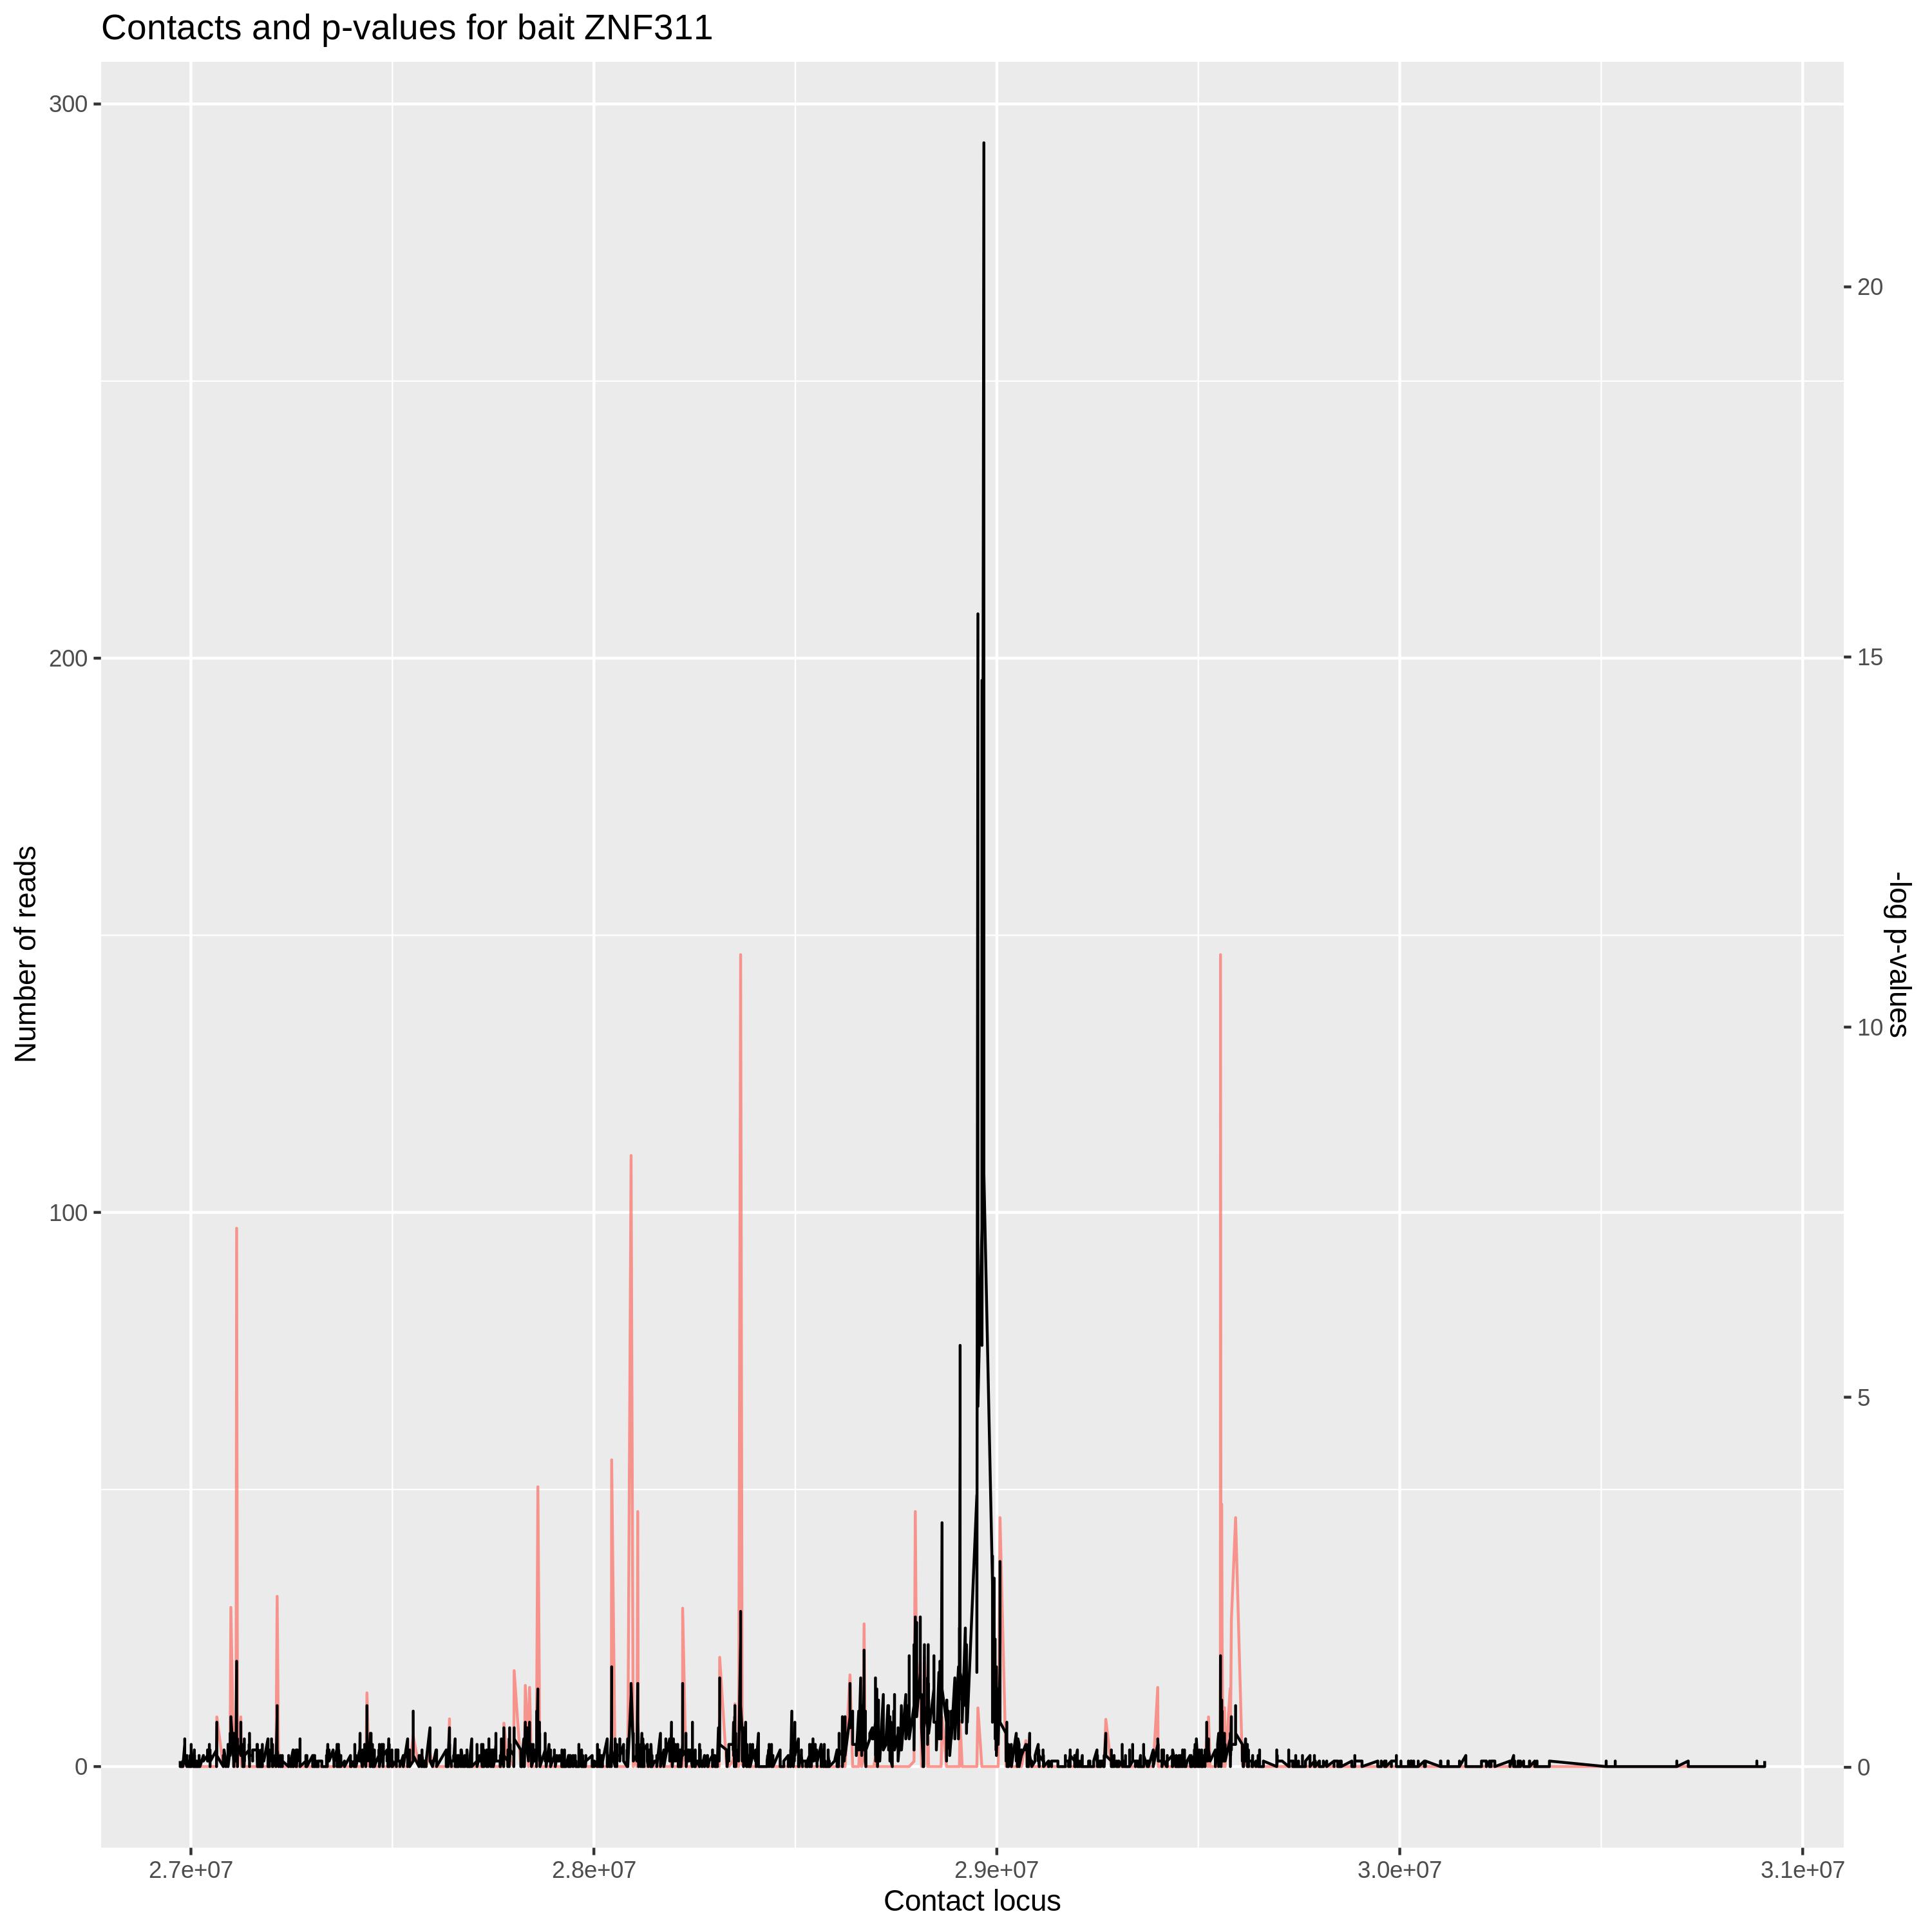 Contacts and p-values for bait ZNF311
300
200
100
0
Number of reads
20
15
10
5
0
-log p-values
2.7e+07 2.8e+07 2.9e+07 3.0e+07 3.1e+07
Contact locus